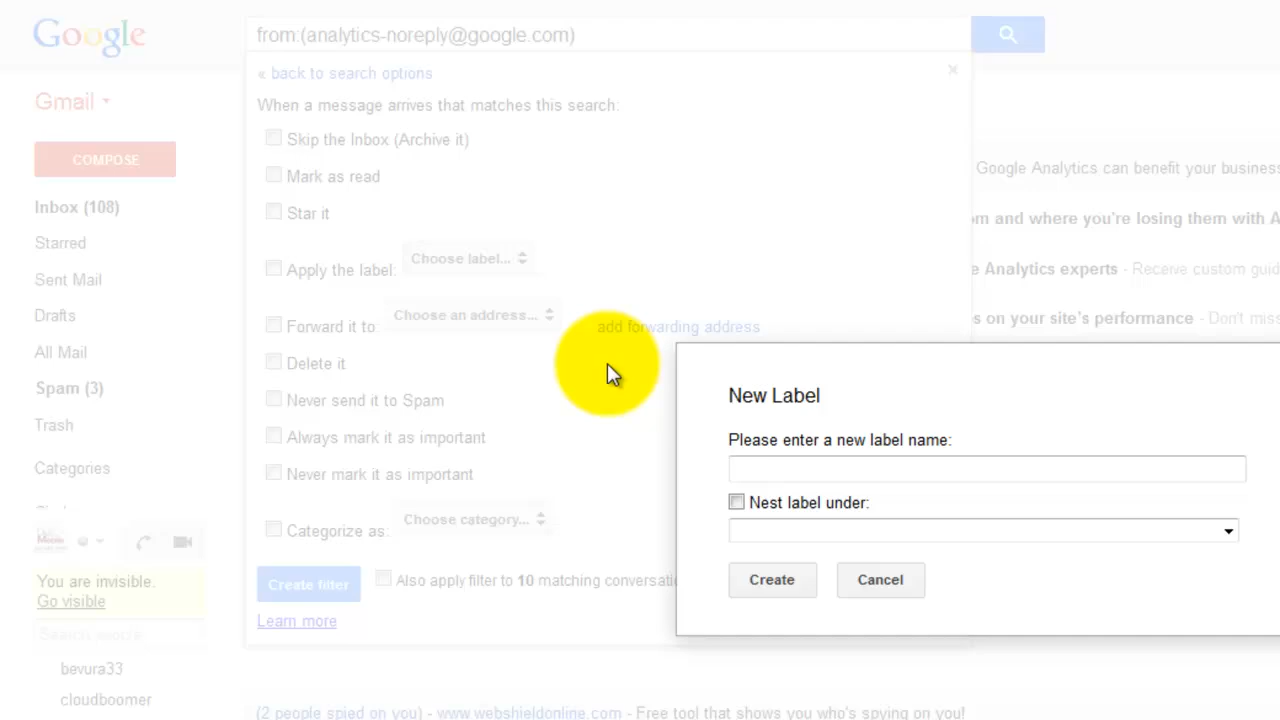 Google
from:(analytics-noreply@google.com)
« back to search options
×
Gmail
When a message arrives that matches this search:
COMPOSE
Skip the Inbox (Archive it)
Mark as read
Star it
Apply the label: Choose label...
Forward it to: Choose an address... add forwarding address
Delete it
Never send it to Spam
Always mark it as important
Never mark it as important
Categorize as: Choose category...
Create filter
Also apply filter to 10 matching
Learn more
Inbox (108)
Starred
Sent Mail
Drafts
All Mail
Spam (3)
Trash
Categories
You are invisible.
Go visible
bevura33
cloudboomer
Google Analytics can benefit your business
and where you're losing them with
Analytics experts - Receive custom
on your site's performance - Don't
New Label
Please enter a new label name:
Nest label under:
Create
Cancel
(2 people spied on you) - www.webshieldonline.com - Free tool that shows you who's spying on you!